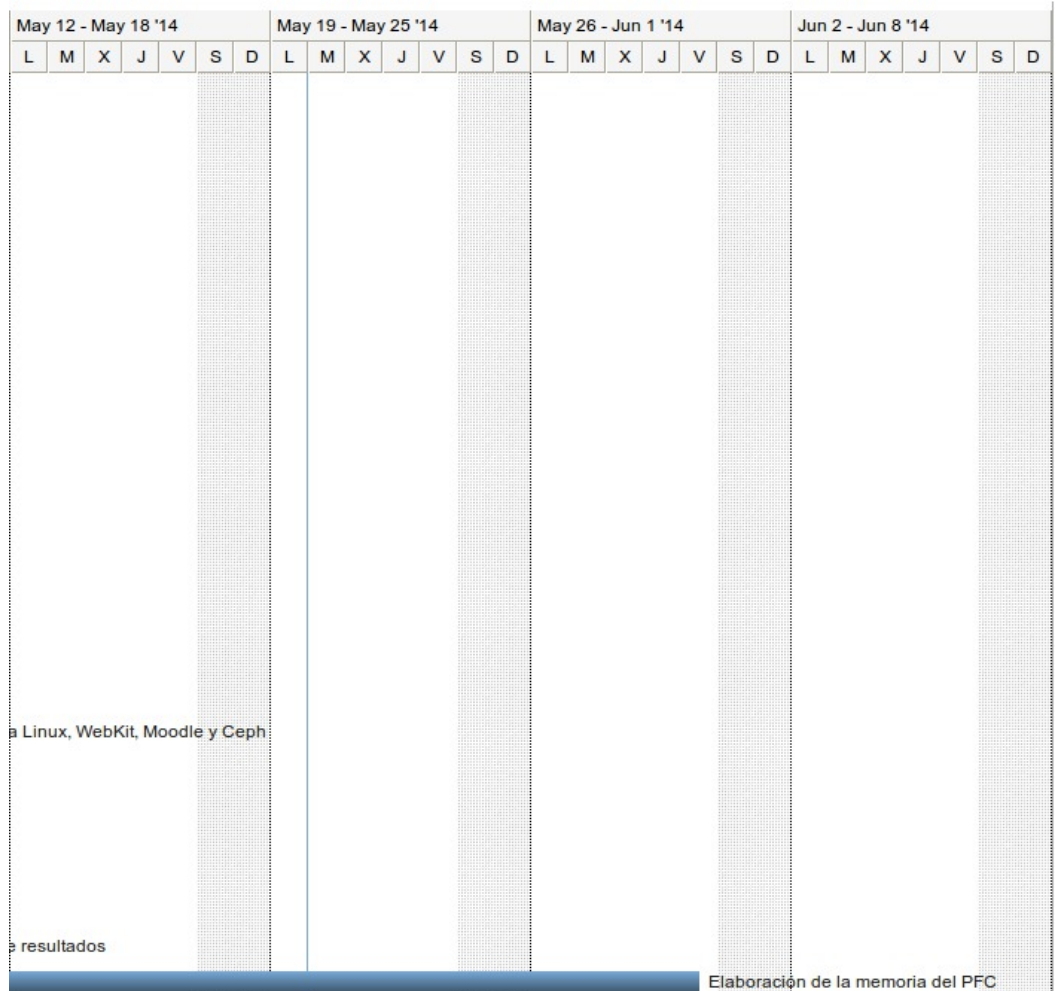 May 12 - May 18 '14 May 19 - May 25 '14 May 26 - Jun 1 '14 Jun 2 - Jun 8 '14
L M X J V S D L M X J V S D L M X J V S D L M X J V S D
a Linux, WebKit, Moodle y Ceph
e resultados
Elaboración de la memoria del PFC